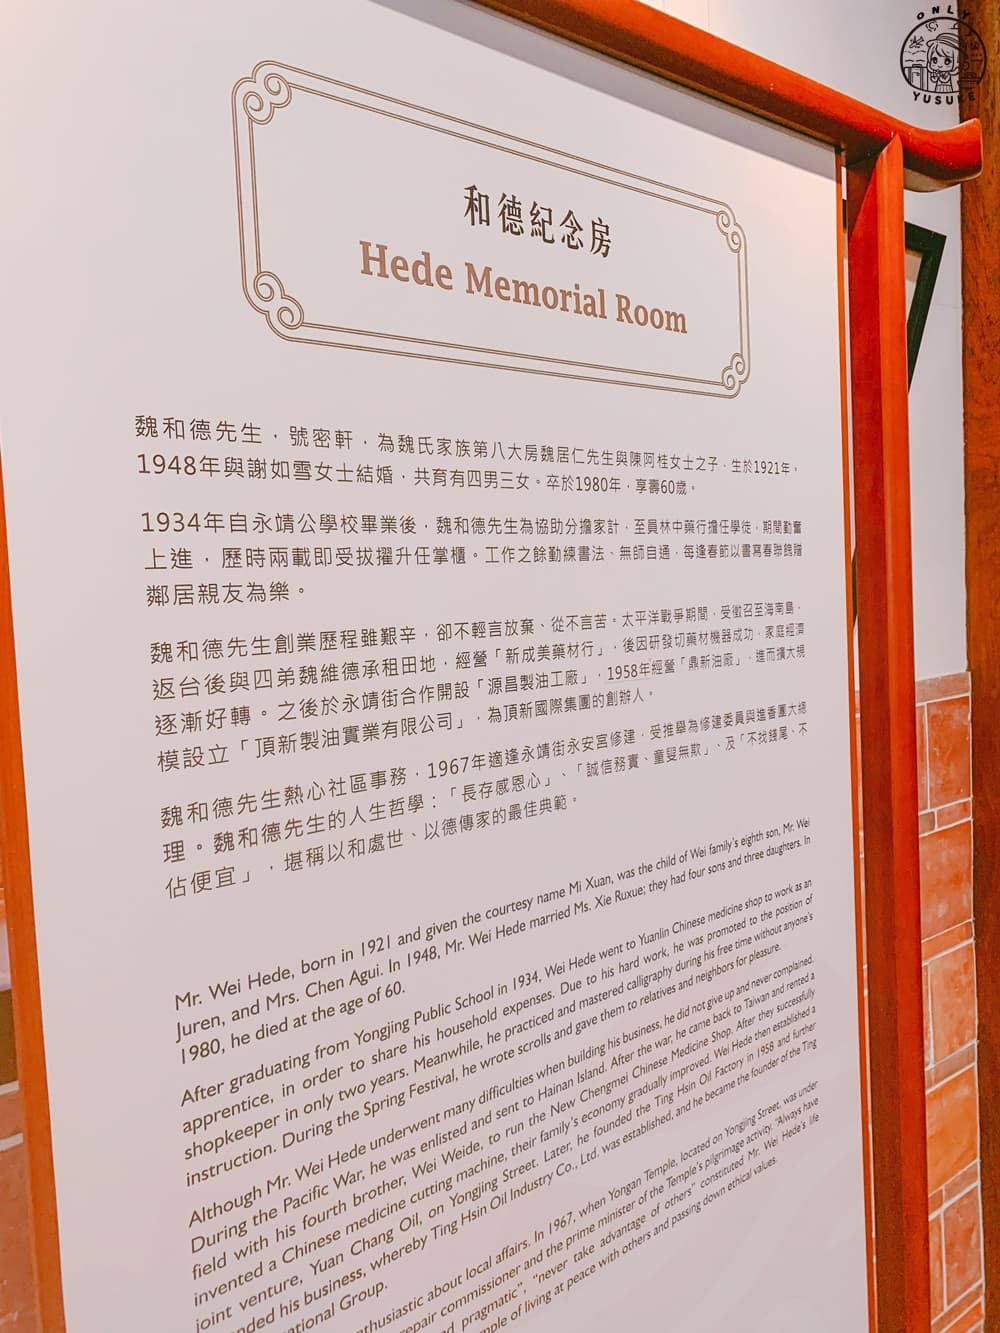 ONLY
YUSUKE
和德紀念房
Hede Memorial Room
魏和德先生，號密軒，為魏氏家族第八大房魏居仁先生與陳阿桂女士之子，生於1921年。
1948年與謝如雪女士結婚，共育有四男三女。卒於1980年，享壽60歲。
1934年自永靖公學校畢業後，魏和德先生為協助分擔家計，至員林中藥行擔任學徒，期間勤奮
上進，歷時兩載即受拔擢升任掌櫃。工作之餘勤練書法、無師自通，每逢春節以書寫春聯餽贈
鄰居親友為樂。
魏和德先生創業歷程雖艱辛，卻不輕言放棄、從不言苦。太平洋戰爭期間，受徵召至海南島，
返台後與四弟魏維德承租田地，經營「新成美藥材行」，後因研發切藥材機器成功，家庭經濟
逐漸好轉。之後於永靖街合作開設「源昌製油工廠」，1958年經營「鼎新油廠」，進而擴大規
模設立「頂新製油實業有限公司」，為頂新國際集團的創辦人。
魏和德先生熱心社區事務，1967年適逢永靖街永安宮修建，受推舉為修建委員與進香團大總
理。魏和德先生的人生哲學：「長存感恩心」、「誠信務實、童叟無欺」、及「不找錢尾、不
佔便宜」，堪稱以和處世、以德傳家的最佳典範。
Mr. Wei Hede, born in 1921 and given the courtesy name Mi Xuan, was the child of Wei family's eighth son, Mr. Wei
Juren, and Mrs. Chen Agui. In 1948, Mr. Wei Hede married Ms. Xie Ruxue; they had four sons and three daughters. In
1980, he died at the age of 60.
After graduating from Yongjing Public School in 1934, Wei Hede went to Yuanlin Chinese medicine shop to work as an
apprentice, in order to share his household expenses. Due to his hard work, he was promoted to the position of
shopkeeper in only two years. Meanwhile, he practiced and mastered calligraphy during his free time without anyone's
instruction. During the Spring Festival, he wrote scrolls and gave them to relatives and neighbors for pleasure.
Although Mr. Wei Hede underwent many difficulties when building his business, he did not give up and never complained.
During the Pacific War, he was enlisted and sent to Hainan Island. After the war, he came back to Taiwan and rented a
field with his fourth brother, Wei Weide, to run the New Chengmei Chinese Medicine Shop. After they successfully
invented a Chinese medicine cutting machine, their family's economy gradually improved. Wei Hede then established a
joint venture, Yuan Chang Oil, on Yongjing Street. Later, he founded the Ting Hsin Oil Factory in 1958 and further
nded his business, whereby Ting Hsin Oil Industry Co., Ltd. was established, and he became the founder of the Ting
ational Group.
thusiastic about local affairs. In 1967, when Yongan Temple, located on Yongjing Street, was under
epair commissioner and the prime minister of the Temple's pilgrimage activity. "Always have
d pragmatic", "never take advantage of others" constituted Mr. Wei Hede's life
mple of living at peace with others and passing down ethical values.